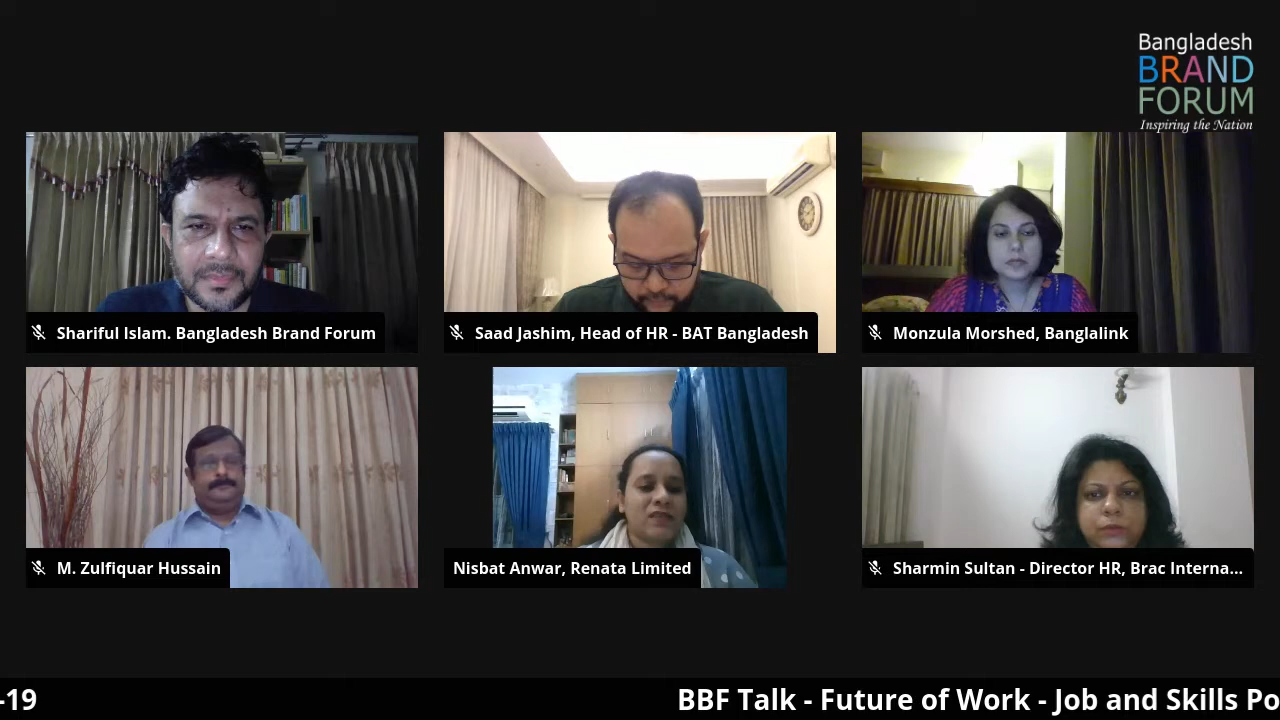 Bangladesh
BRAND
FORUM
Inspiring the Nation
Shariful Islam. Bangladesh Brand Forum
Saad Jashim, Head of HR - BAT Bangladesh
Monzula Morshed, Banglalink
M. Zulfiquar Hussain
Nisbat Anwar, Renata Limited
Sharmin Sultan - Director HR, Brac Interna...
-19
BBF Talk - Future of Work - Job and Skills Po